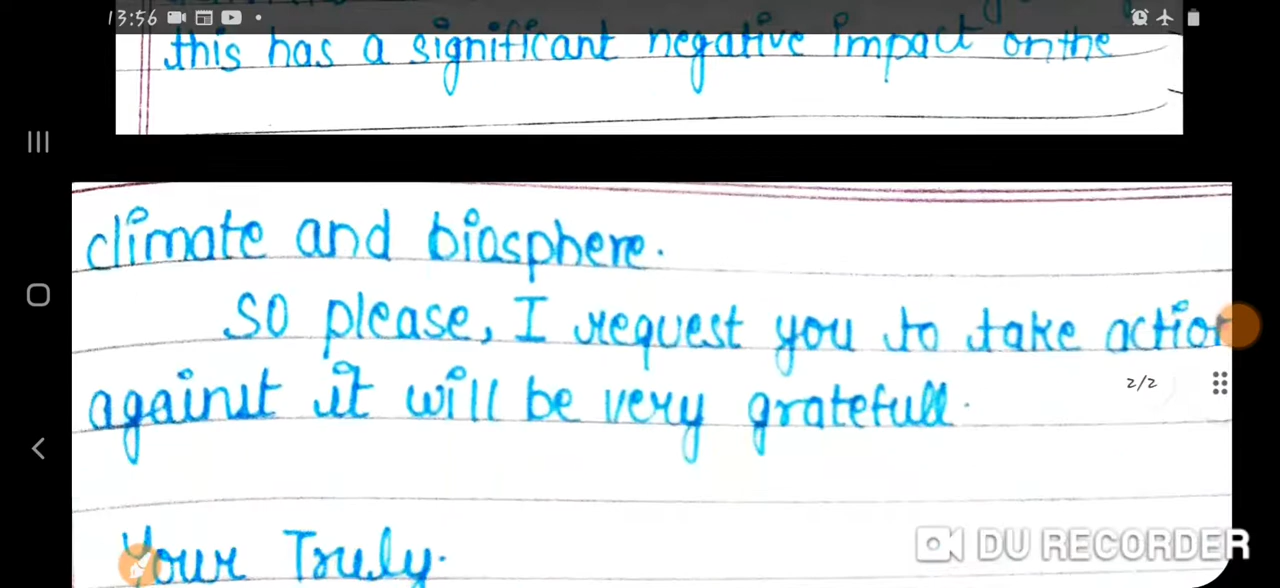 13:56
this has a significant negative impact on the
climate and biosphere.
So please, I request you to take action
against it will be very gratefull.
2/2
Your Truly.
DU RECORDER